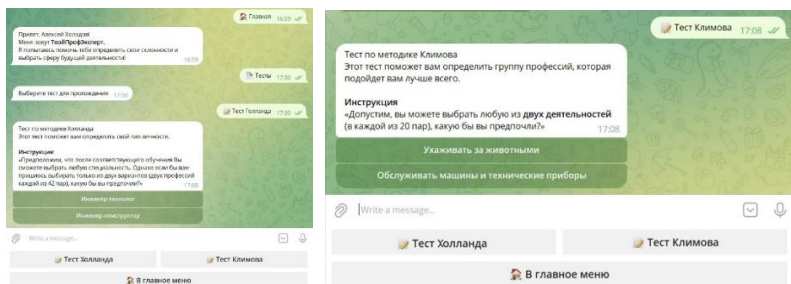 Главная 16:59
Привет, Алексей Холодов!
Меня зовут ТвойПрофЭксперт.
Я попытаюсь помочь тебе определить свои склонности и
выбрать сферу будущей деятельности! 16:59
Тесты 17:00
Выберите тест для прохождения 17:00
Тест Голланда 17:00
Тест по методике Холланда
Этот тест поможет вам определить свой тип личности.
Инструкция:
«Предположим, что после соответствующего обучения Вы
сможете выбрать любую специальность. Однако если бы вам
пришлось выбирать только из двух вариантов (двух профессий
каждой из 42 пар), какую бы вы предпочли?» 17:00
Инженер-технолог
Инженер-конструктор
Write a message...
Тест Холланда
Тест Климова
В главное меню
Тест Климова 17:08
Тест по методике Климова
Этот тест поможет вам определить группу профессий, которая
подойдет вам лучше всего.
Инструкция
«Допустим, вы можете выбрать любую из двух деятельностей
(в каждой из 20 пар), какую бы вы предпочли?» 17:08
Ухаживать за животными
Обслуживать машины и технические приборы
Write a message...
Тест Холланда
Тест Климова
В главное меню